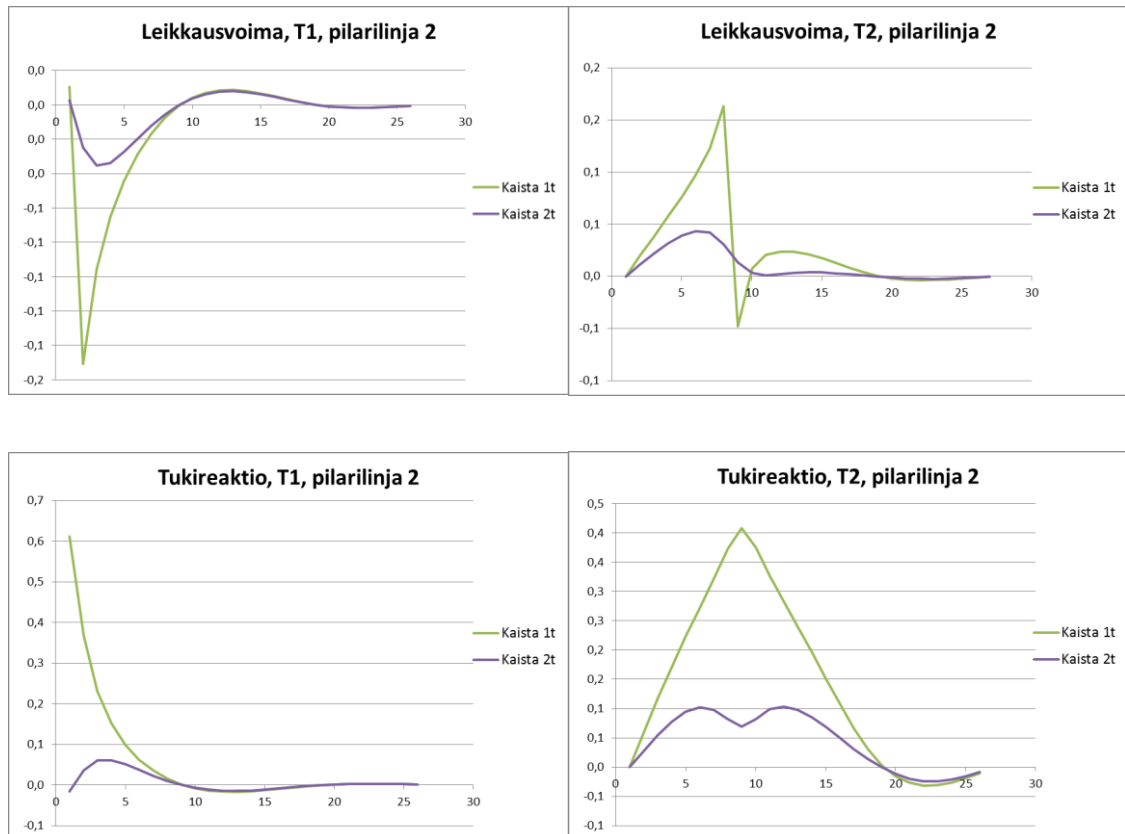 Leikkausvoima, T1, pilarilinja 2
0,0
0,0
0,0
0,0
-0,1
-0,1
-0,1
-0,1
-0,1
-0,2
0 5 10 15 20 25 30
Kaista 1t
Kaista 2t
Leikkausvoima, T2, pilarilinja 2
0,2
0,2
0,1
0,1
0,0
-0,1
-0,1
0 5 10 15 20 25 30
Kaista 1t
Kaista 2t
Tukireaktio, T1, pilarilinja 2
0,7
0,6
0,5
0,4
0,3
0,2
0,1
0,0
-0,1
0 5 10 15 20 25 30
Kaista 1t
Kaista 2t
Tukireaktio, T2, pilarilinja 2
0,5
0,4
0,4
0,3
0,3
0,2
0,2
0,1
0,1
0,0
-0,1
-0,1
0 5 10 15 20 25 30
Kaista 1t
Kaista 2t